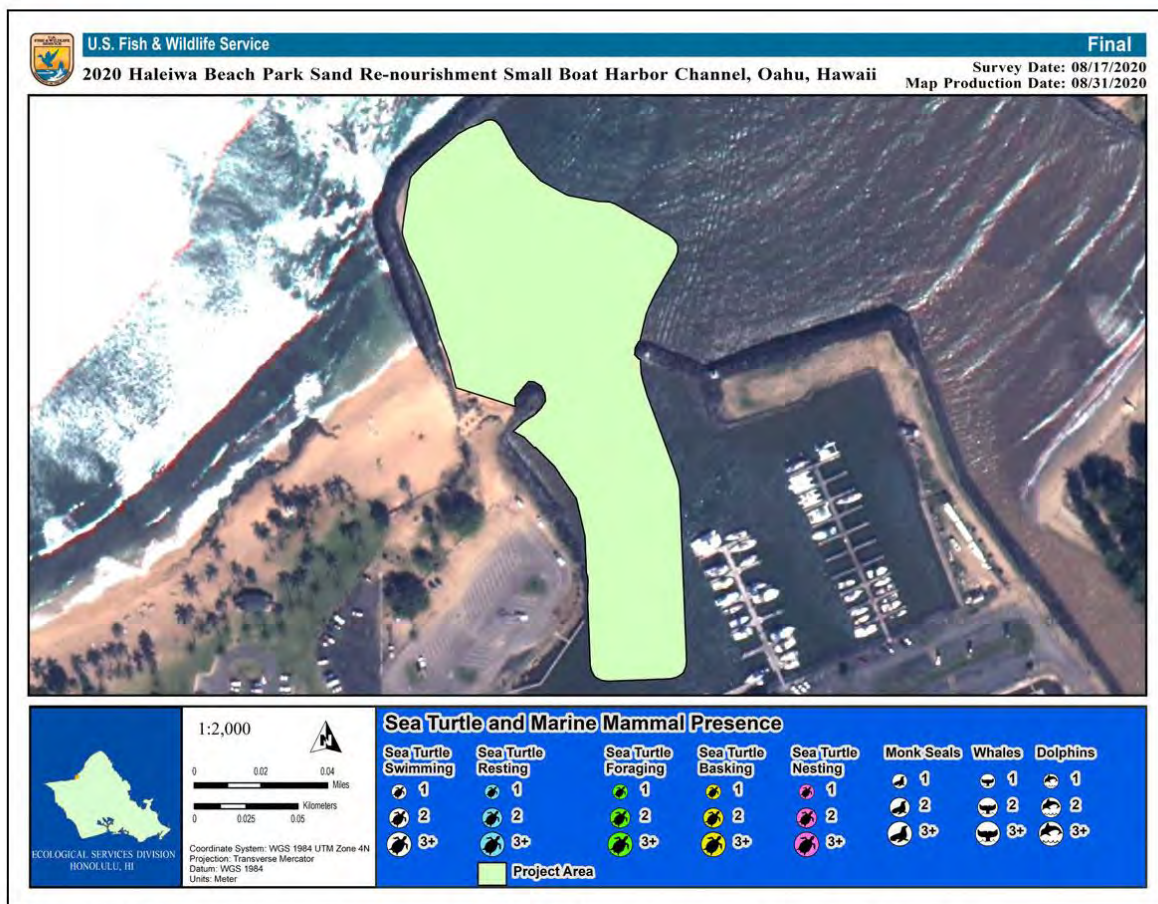 U.S.
FISH & WILDLIFE
SERVICE
U.S. Fish & Wildlife Service
Final
2020 Haleiwa Beach Park Sand Re-nourishment Small Boat Harbor Channel, Oahu, Hawaii
Survey Date: 08/17/2020
Map Production Date: 08/31/2020
ECOLOGICAL SERVICES DIVISION
HONOLULU, HI
1:2,000
N
0 0.02 0.04
Miles
Kilometers
0 0.025 0.05
Coordinate System: WGS 1984 UTM Zone 4N
Projection: Transverse Mercator
Datum: WGS 1984
Units: Meter
Sea Turtle and Marine Mammal Presence
Sea Turtle Swimming
1
2
3+
Sea Turtle Resting
1
2
3+
Sea Turtle Foraging
1
2
3+
Sea Turtle Basking
1
2
3+
Sea Turtle Nesting
1
2
3+
Monk Seals
1
2
3+
Whales
1
2
3+
Dolphins
1
2
3+
Project Area